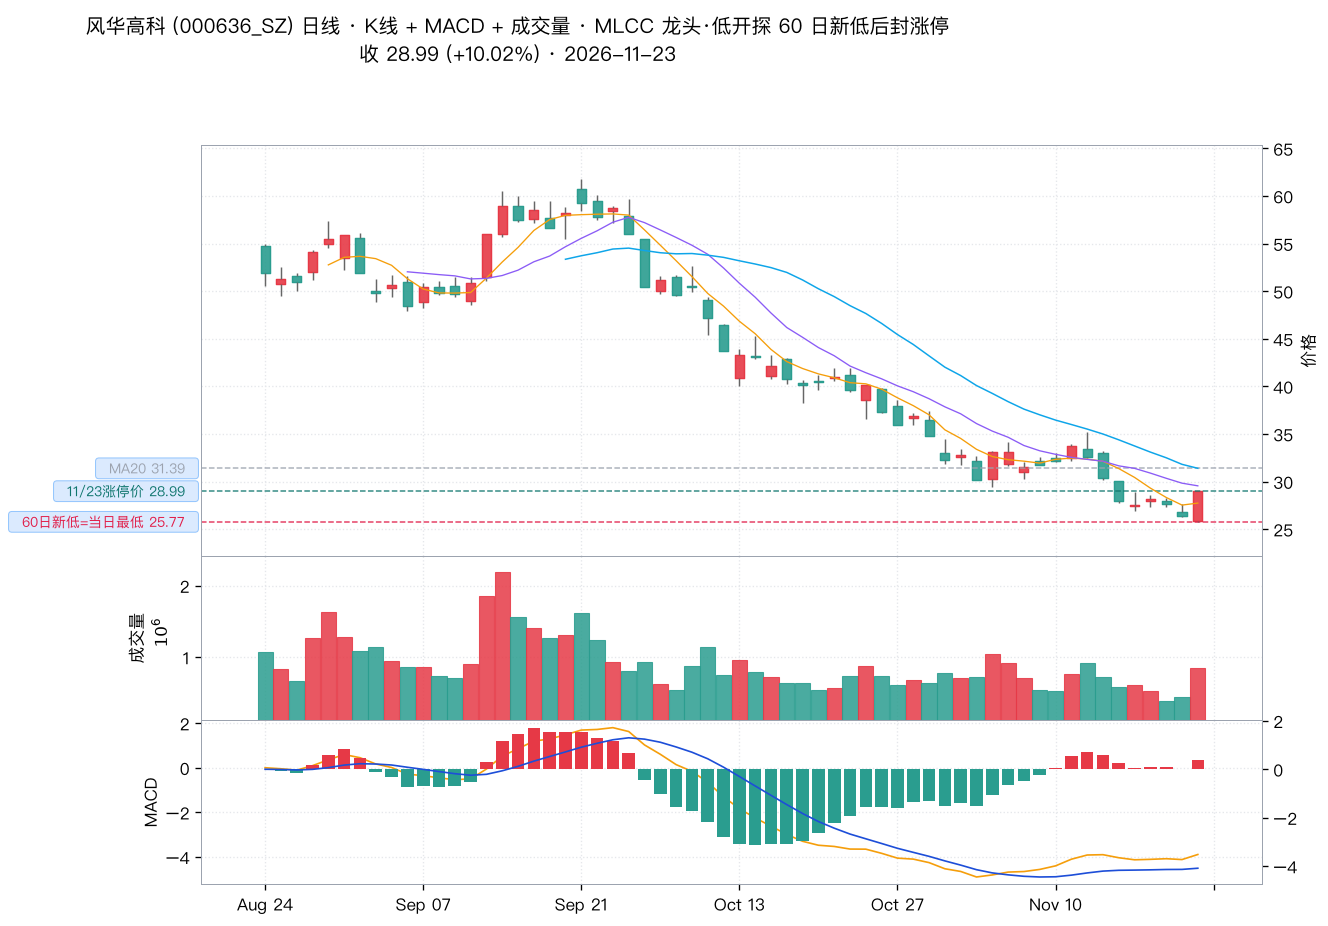 风华高科 (000636_SZ) 日线 · K线 + MACD + 成交量 · MLCC 龙头·低开探 60 日新低后封涨停
收 28.99 (+10.02%) · 2026−11−23
65
60
55
50
45
40
35
30
25
价格
MA20 31.39
11/23涨停价 28.99
60日新低=当日最低 25.77
2
1
成交量
10⁶
2
0
−2
−4
MACD
2
0
−2
−4
Aug 24
Sep 07
Sep 21
Oct 13
Oct 27
Nov 10